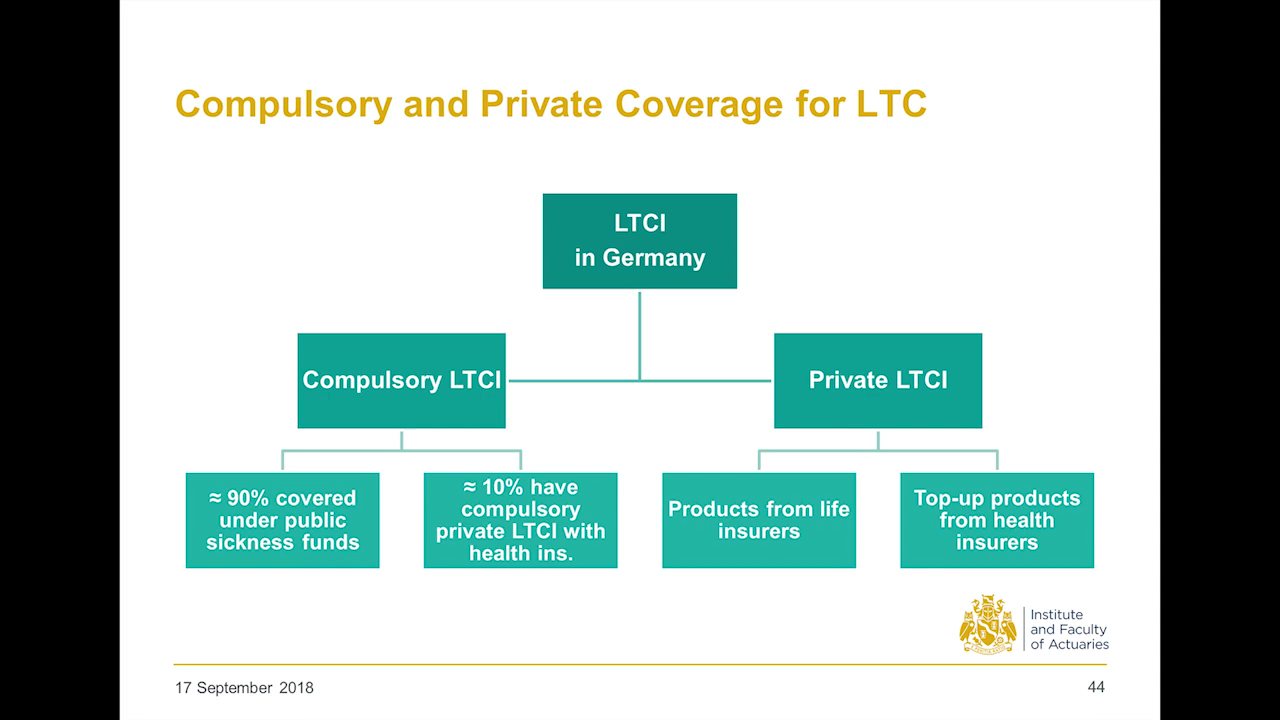 Compulsory and Private Coverage for LTC
LTCI
in Germany
Compulsory LTCI
Private LTCI
≈ 90% covered
under public
sickness funds
≈ 10% have
compulsory
private LTCI with
health ins.
Products from life
insurers
Top-up products
from health
insurers
Institute
and Faculty
of Actuaries
17 September 2018
44